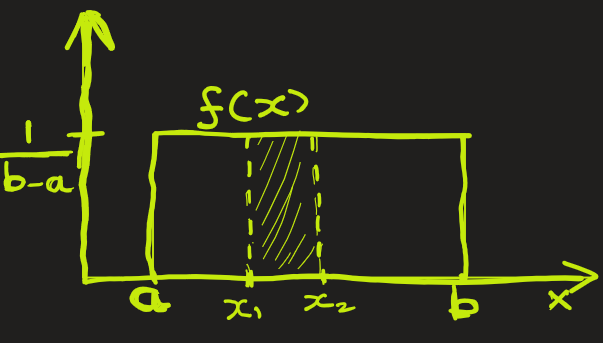 f(x)
1
b-a
a
x₁
x₂
b
x